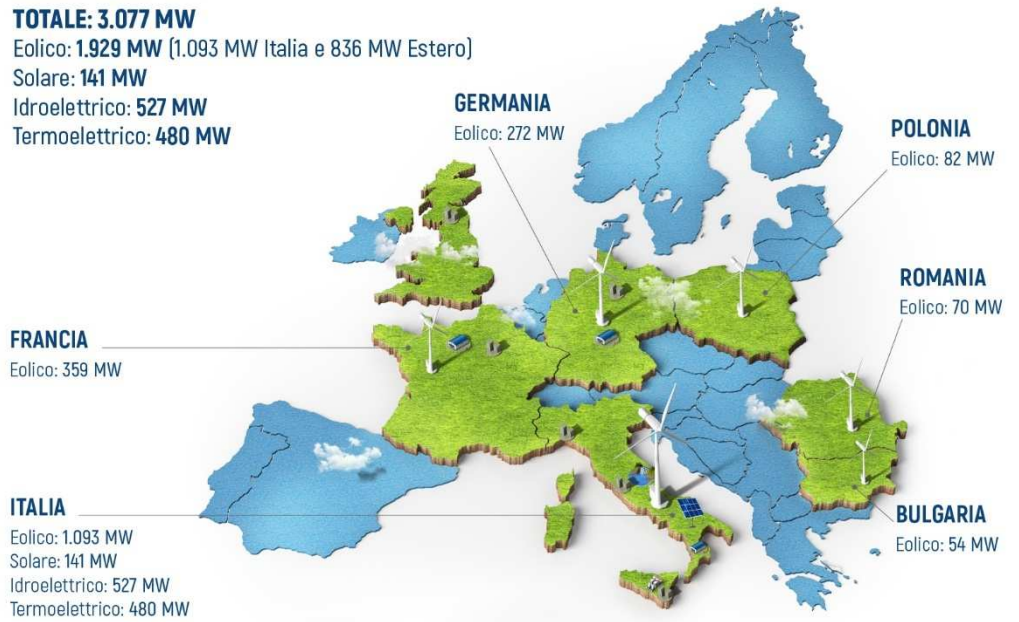 TOTALE: 3.077 MW
Eolico: 1.929 MW (1.093 MW Italia e 836 MW Estero)
Solare: 141 MW
Idroelettrico: 527 MW
Termoelettrico: 480 MW
GERMANIA
Eolico: 272 MW
POLONIA
Eolico: 82 MW
ROMANIA
Eolico: 70 MW
FRANCIA
Eolico: 359 MW
ITALIA
Eolico: 1.093 MW
Solare: 141 MW
Idroelettrico: 527 MW
Termoelettrico: 480 MW
BULGARIA
Eolico: 54 MW